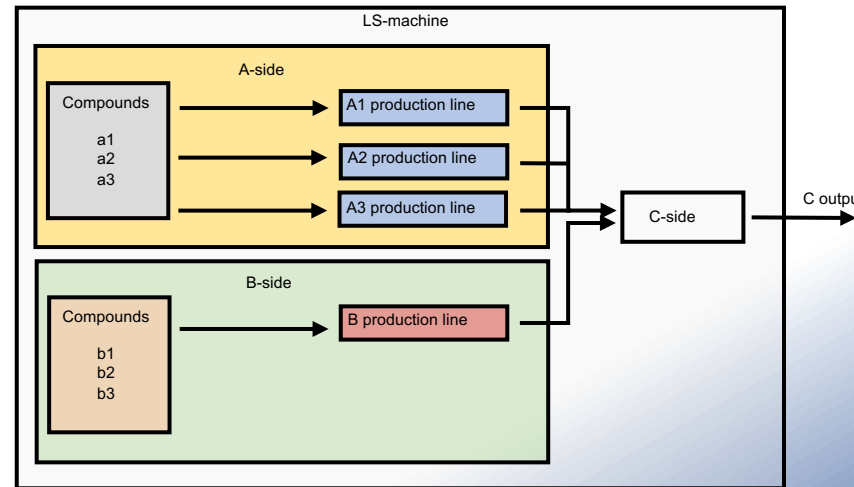 LS-machine
A-side
Compounds
a1
a2
a3
A1 production line
A2 production line
A3 production line
B-side
Compounds
b1
b2
b3
B production line
C-side
C output